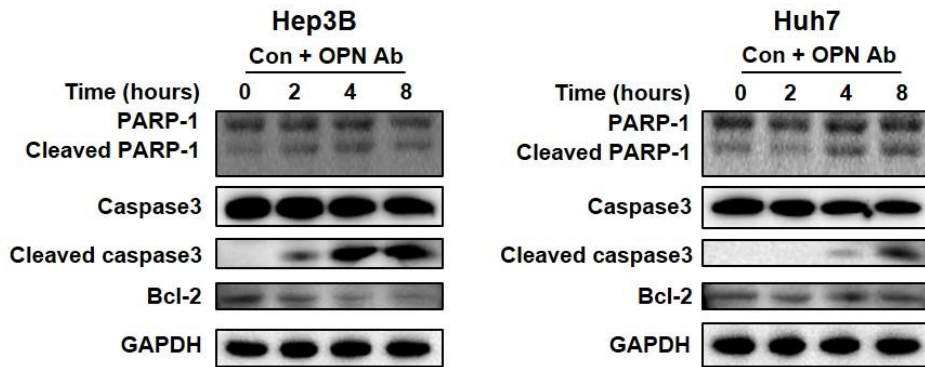 Hep3B
Con + OPN Ab
Time (hours) 0 2 4 8
PARP-1
Cleaved PARP-1
Caspase3
Cleaved caspase3
Bcl-2
GAPDH
Huh7
Con + OPN Ab
Time (hours) 0 2 4 8
PARP-1
Cleaved PARP-1
Caspase3
Cleaved caspase3
Bcl-2
GAPDH